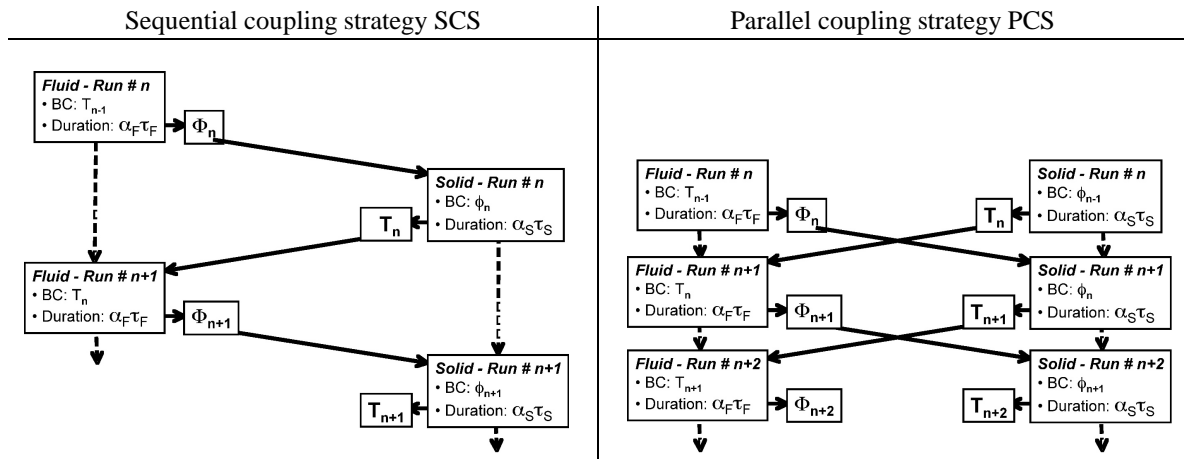 Sequential coupling strategy SCS
Fluid - Run # n
• BC: Tn-1
• Duration: αFτF
Φn
Solid - Run # n
• BC: ϕn
• Duration: αSτS
Tn
Fluid - Run # n+1
• BC: Tn
• Duration: αFτF
Φn+1
Solid - Run # n+1
• BC: ϕn+1
• Duration: αSτS
Tn+1
Parallel coupling strategy PCS
Fluid - Run # n
• BC: Tn-1
• Duration: αFτF
Φn
Tn
Solid - Run # n
• BC: ϕn-1
• Duration: αSτS
Fluid - Run # n+1
• BC: Tn
• Duration: αFτF
Φn+1
Tn+1
Solid - Run # n+1
• BC: ϕn
• Duration: αSτS
Fluid - Run # n+2
• BC: Tn+1
• Duration: αFτF
Φn+2
Tn+2
Solid - Run # n+2
• BC: ϕn+1
• Duration: αSτS